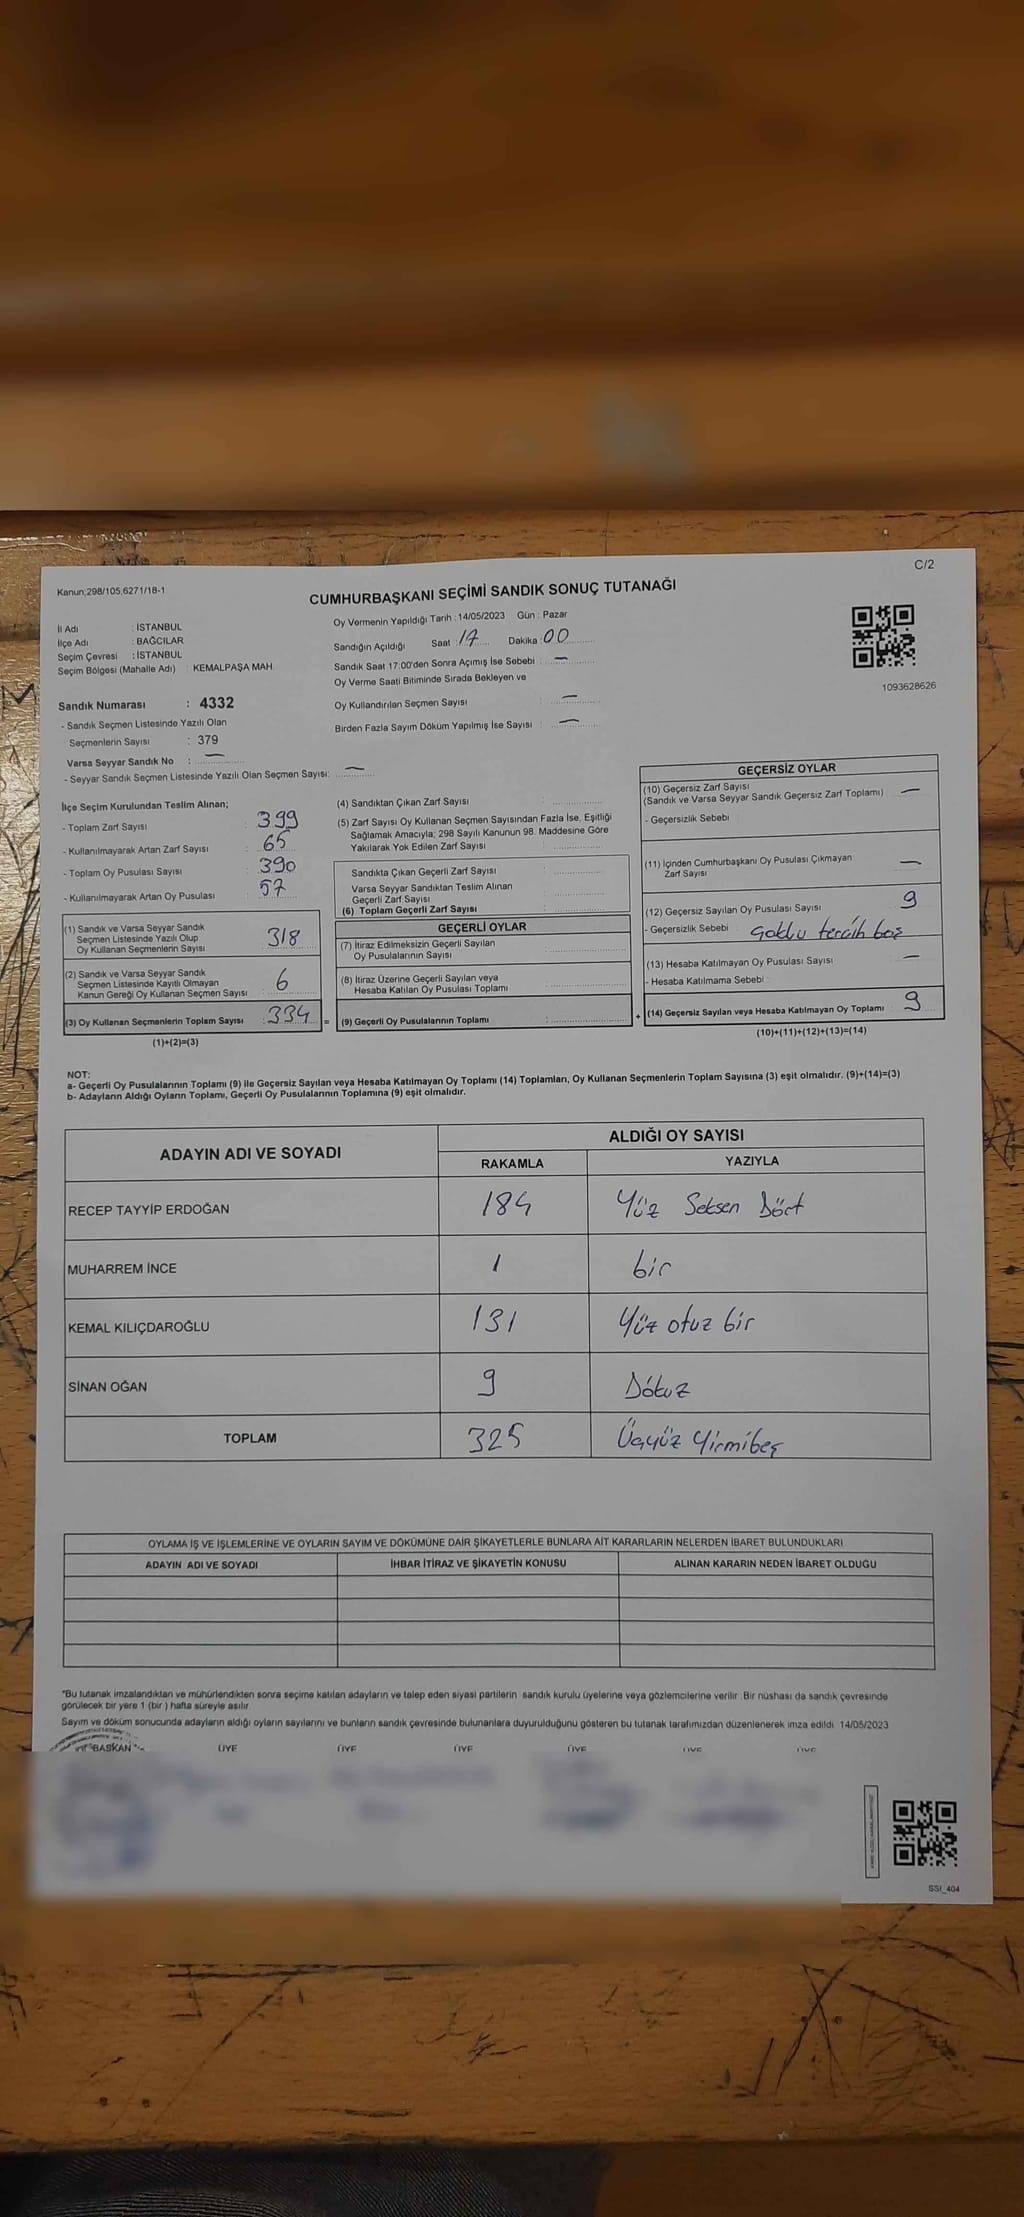 C/2
Kanun;298/105,6271/18-1
CUMHURBAŞKANI SEÇİMİ SANDIK SONUÇ TUTANAĞI
İl Adı : İSTANBUL
İlçe Adı : BAĞCILAR
Seçim Çevresi : İSTANBUL
Seçim Bölgesi (Mahalle Adı) : KEMALPAŞA MAH.
Oy Vermenin Yapıldığı Tarih : 14/05/2023 Gün : Pazar
Sandığın Açıldığı Saat : 17 Dakika : 00
Sandık Saat 17:00'den Sonra Açımış İse Sebebi : —
Oy Verme Saati Bitiminde Sırada Bekleyen ve
Oy Kullandırılan Seçmen Sayısı : —
Birden Fazla Sayım Döküm Yapılmış İse Sayısı : —
1093628626
Sandık Numarası : 4332
- Sandık Seçmen Listesinde Yazılı Olan
Seçmenlerin Sayısı : 379
Varsa Seyyar Sandık No : —
- Seyyar Sandık Seçmen Listesinde Yazılı Olan Seçmen Sayısı: —
İlçe Seçim Kurulundan Teslim Alınan;
- Toplam Zarf Sayısı : 399
- Kullanılmayarak Artan Zarf Sayısı : 65
- Toplam Oy Pusulası Sayısı : 390
- Kullanılmayarak Artan Oy Pusulası : 57
(1) Sandık ve Varsa Seyyar Sandık
Seçmen Listesinde Yazılı Olup
Oy Kullanan Seçmenlerin Sayısı 318
(2) Sandık ve Varsa Seyyar Sandık
Seçmen Listesinde Kayıtlı Olmayan
Kanun Gereği Oy Kullanan Seçmen Sayısı 6
(3) Oy Kullanan Seçmenlerin Toplam Sayısı : 334 =
(1)+(2)=(3)
(4) Sandıktan Çıkan Zarf Sayısı :
(5) Zarf Sayısı Oy Kullanan Seçmen Sayısından Fazla İse, Eşitliği
Sağlamak Amacıyla; 298 Sayılı Kanunun 98. Maddesine Göre
Yakılarak Yok Edilen Zarf Sayısı :
Sandıkta Çıkan Geçerli Zarf Sayısı :
Varsa Seyyar Sandıktan Teslim Alınan
Geçerli Zarf Sayısı :
(6) Toplam Geçerli Zarf Sayısı :
GEÇERLİ OYLAR
(7) İtiraz Edilmeksizin Geçerli Sayılan
Oy Pusulalarının Sayısı :
(8) İtiraz Üzerine Geçerli Sayılan veya
Hesaba Katılan Oy Pusulası Toplamı :
(9) Geçerli Oy Pusulalarının Toplamı : +
GEÇERSİZ OYLAR
(10) Geçersiz Zarf Sayısı
(Sandık ve Varsa Seyyar Sandık Geçersiz Zarf Toplamı) —
- Geçersizlik Sebebi
(11) İçinden Cumhurbaşkanı Oy Pusulası Çıkmayan
Zarf Sayısı —
(12) Geçersiz Sayılan Oy Pusulası Sayısı 9
- Geçersizlik Sebebi tercih boş
(13) Hesaba Katılmayan Oy Pusulası Sayısı —
- Hesaba Katılmama Sebebi :
(14) Geçersiz Sayılan veya Hesaba Katılmayan Oy Toplamı : 9
(10)+(11)+(12)+(13)=(14)
NOT:
a- Geçerli Oy Pusulalarının Toplamı (9) ile Geçersiz Sayılan veya Hesaba Katılmayan Oy Toplamı (14) Toplamları, Oy Kullanan Seçmenlerin Toplam Sayısına (3) eşit olmalıdır. (9)+(14)=(3)
b- Adayların Aldığı Oyların Toplamı, Geçerli Oy Pusulalarının Toplamına (9) eşit olmalıdır.
ADAYIN ADI VE SOYADI ALDIĞI OY SAYISI
RAKAMLA YAZIYLA
RECEP TAYYİP ERDOĞAN 184 Yüz Seksen Dört
MUHARREM İNCE 1 bir
KEMAL KILIÇDAROĞLU 131 Yüz otuz bir
SİNAN OĞAN 9 Dokuz
TOPLAM 325 Üçyüz Yirmibeş
OYLAMA İŞ VE İŞLEMLERİNE VE OYLARIN SAYIM VE DÖKÜMÜNE DAİR ŞİKAYETLERLE BUNLARA AİT KARARLARIN NELERDEN İBARET BULUNDUKLARI
ADAYIN ADI VE SOYADI İHBAR İTİRAZ VE ŞİKAYETİN KONUSU ALINAN KARARIN NEDEN İBARET OLDUĞU
*Bu tutanak imzalandıktan ve mühürlendikten sonra seçime katılan adayların ve talep eden siyasi partilerin sandık kurulu üyelerine veya gözlemcilerine verilir. Bir nüshası da sandık çevresinde
görülecek bir yere 1 (bir ) hafta süreyle asılır.
Sayım ve döküm sonucunda adayların aldığı oyların sayılarını ve bunların sandık çevresinde bulunanlara duyurulduğunu gösteren bu tutanak tarafımızdan düzenlenerek imza edildi. 14/05/2023
BAŞKAN ÜYE ÜYE ÜYE ÜYE ÜYE ÜYE
SSI_404